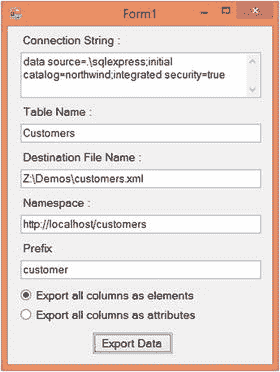 Form1
Connection String :
data source=.\sqlexpress;initial
catalog=northwind;integrated security=true
Table Name :
Customers
Destination File Name :
Z:\Demos\customers.xml
Namespace :
http://localhost/customers
Prefix
customer
Export all columns as elements
Export all columns as attributes
Export Data